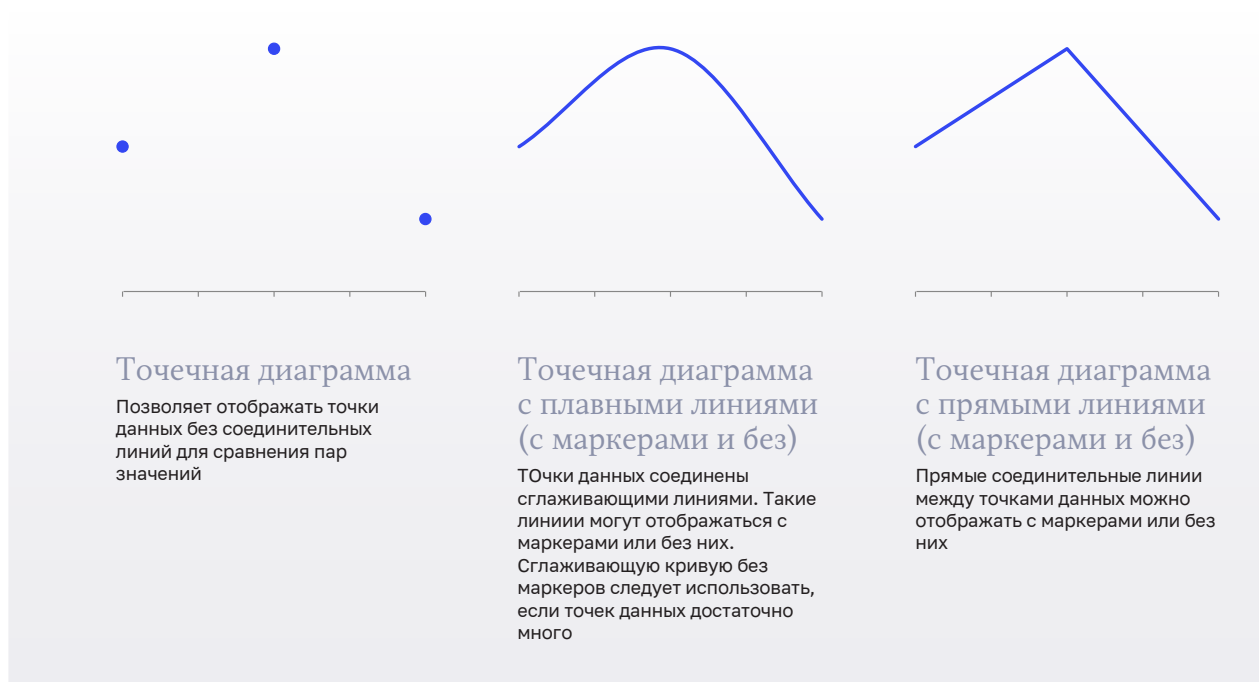 Точечная диаграмма
Позволяет отображать точки
данных без соединительных
линий для сравнения пар
значений
Точечная диаграмма
с плавными линиями
(с маркерами и без)
ТОчки данных соединены
сглаживающими линиями. Такие
линиии могут отображаться с
маркерами или без них.
Сглаживающую кривую без
маркеров следует использовать,
если точек данных достаточно
много
Точечная диаграмма
с прямыми линиями
(с маркерами и без)
Прямые соединительные линии
между точками данных можно
отображать с маркерами или без
них